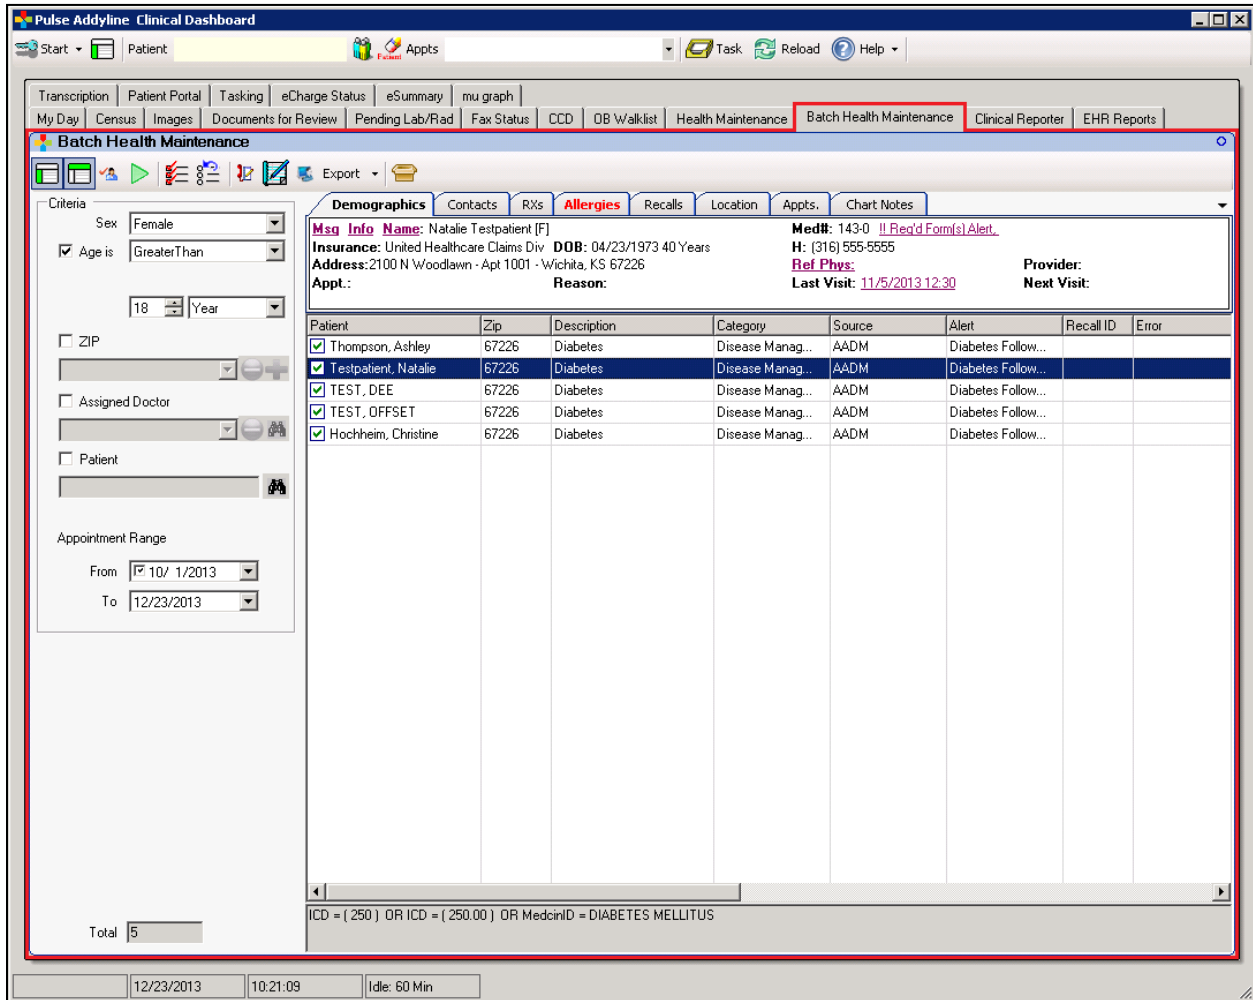 Pulse Addyline Clinical Dashboard
Start Patient Patient Appts Task Reload Help
Transcription Patient Portal Tasking eCharge Status eSummary mu graph
My Day Census Images Documents for Review Pending Lab/Rad Fax Status CCD OB Walklist Health Maintenance Batch Health Maintenance Clinical Reporter EHR Reports
Batch Health Maintenance
Export
Criteria
Sex Female
Age is GreaterThan
18 Year
ZIP
Assigned Doctor
Patient
Appointment Range
From 10/ 1/2013
To 12/23/2013
Total 5
Demographics Contacts RXs Allergies Recalls Location Appts. Chart Notes
Msg Info Name: Natalie Testpatient [F] Med#: 143-0 !! Req'd Form(s) Alert,
Insurance: United Healthcare Claims Div DOB: 04/23/1973 40 Years H: (316) 555-5555
Address:2100 N Woodlawn - Apt 1001 - Wichita, KS 67226 Ref Phys: Provider:
Appt.: Reason: Last Visit: 11/5/2013 12:30 Next Visit:
Patient Zip Description Category Source Alert Recall ID Error
Thompson, Ashley 67226 Diabetes Disease Manag... AADM Diabetes Follow...
Testpatient, Natalie 67226 Diabetes Disease Manag... AADM Diabetes Follow...
TEST, DEE 67226 Diabetes Disease Manag... AADM Diabetes Follow...
TEST, OFFSET 67226 Diabetes Disease Manag... AADM Diabetes Follow...
Hochheim, Christine 67226 Diabetes Disease Manag... AADM Diabetes Follow...
ICD = ( 250 ) OR ICD = ( 250.00 ) OR MedcinID = DIABETES MELLITUS
12/23/2013 10:21:09 Idle: 60 Min